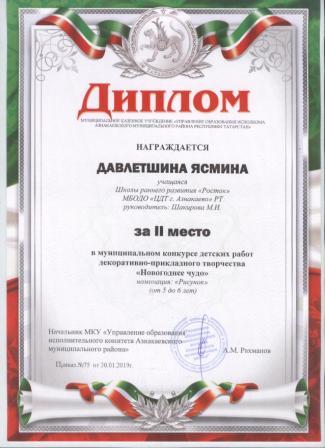 ДИПЛОМ
МУНИЦИПАЛЬНОЕ КАЗЕННОЕ УЧРЕЖДЕНИЕ «УПРАВЛЕНИЕ ОБРАЗОВАНИЯ ИСПОЛКОМА
АЗНАКАЕВСКОГО МУНИЦИПАЛЬНОГО РАЙОНА РЕСПУБЛИКИ ТАТАРСТАН»
НАГРАЖДАЕТСЯ
ДАВЛЕТШИНА ЯСМИНА
учащаяся
Школы раннего развития «Росток»
МБОДО «ЦДТ г. Азнакаево» РТ
руководитель: Шакирова М.И.
за II место
в муниципальном конкурсе детских работ
декоративно-прикладного творчества
«Новогоднее чудо»
номинация: «Рисунок»
(от 5 до 6 лет)
Начальник МКУ «Управление образования
исполнительного комитета Азнакаевского
муниципального района»
А.М. Рахманов
Приказ №75 от 30.01.2019г.